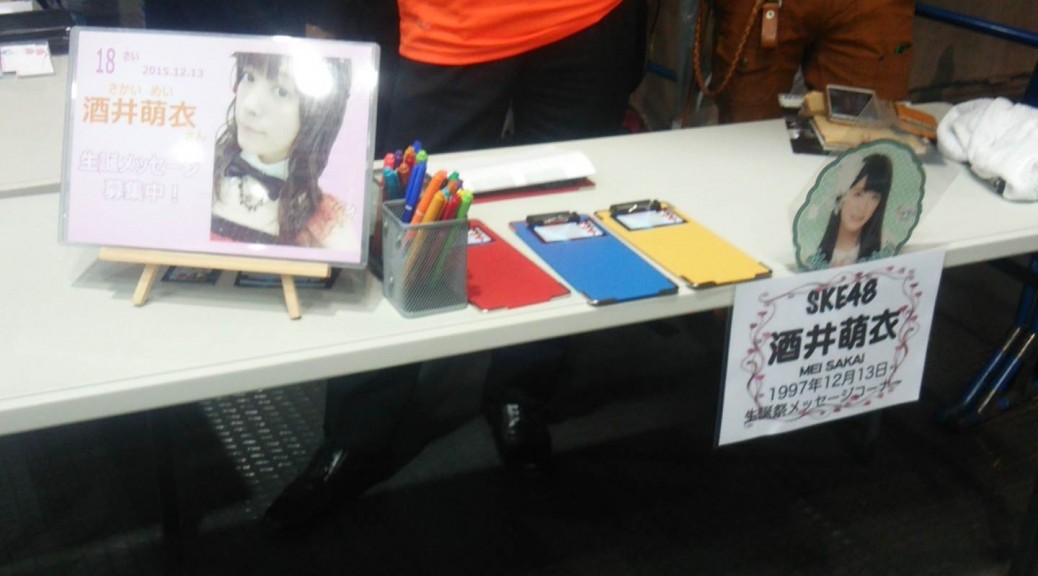 18さい
2015.12.13
さかい めい
酒井萌衣
さん
生誕メッセージ
募集中！
SKE48
酒井萌衣
MEI SAKAI
1997年12月13日
生誕祭メッセージコーナー